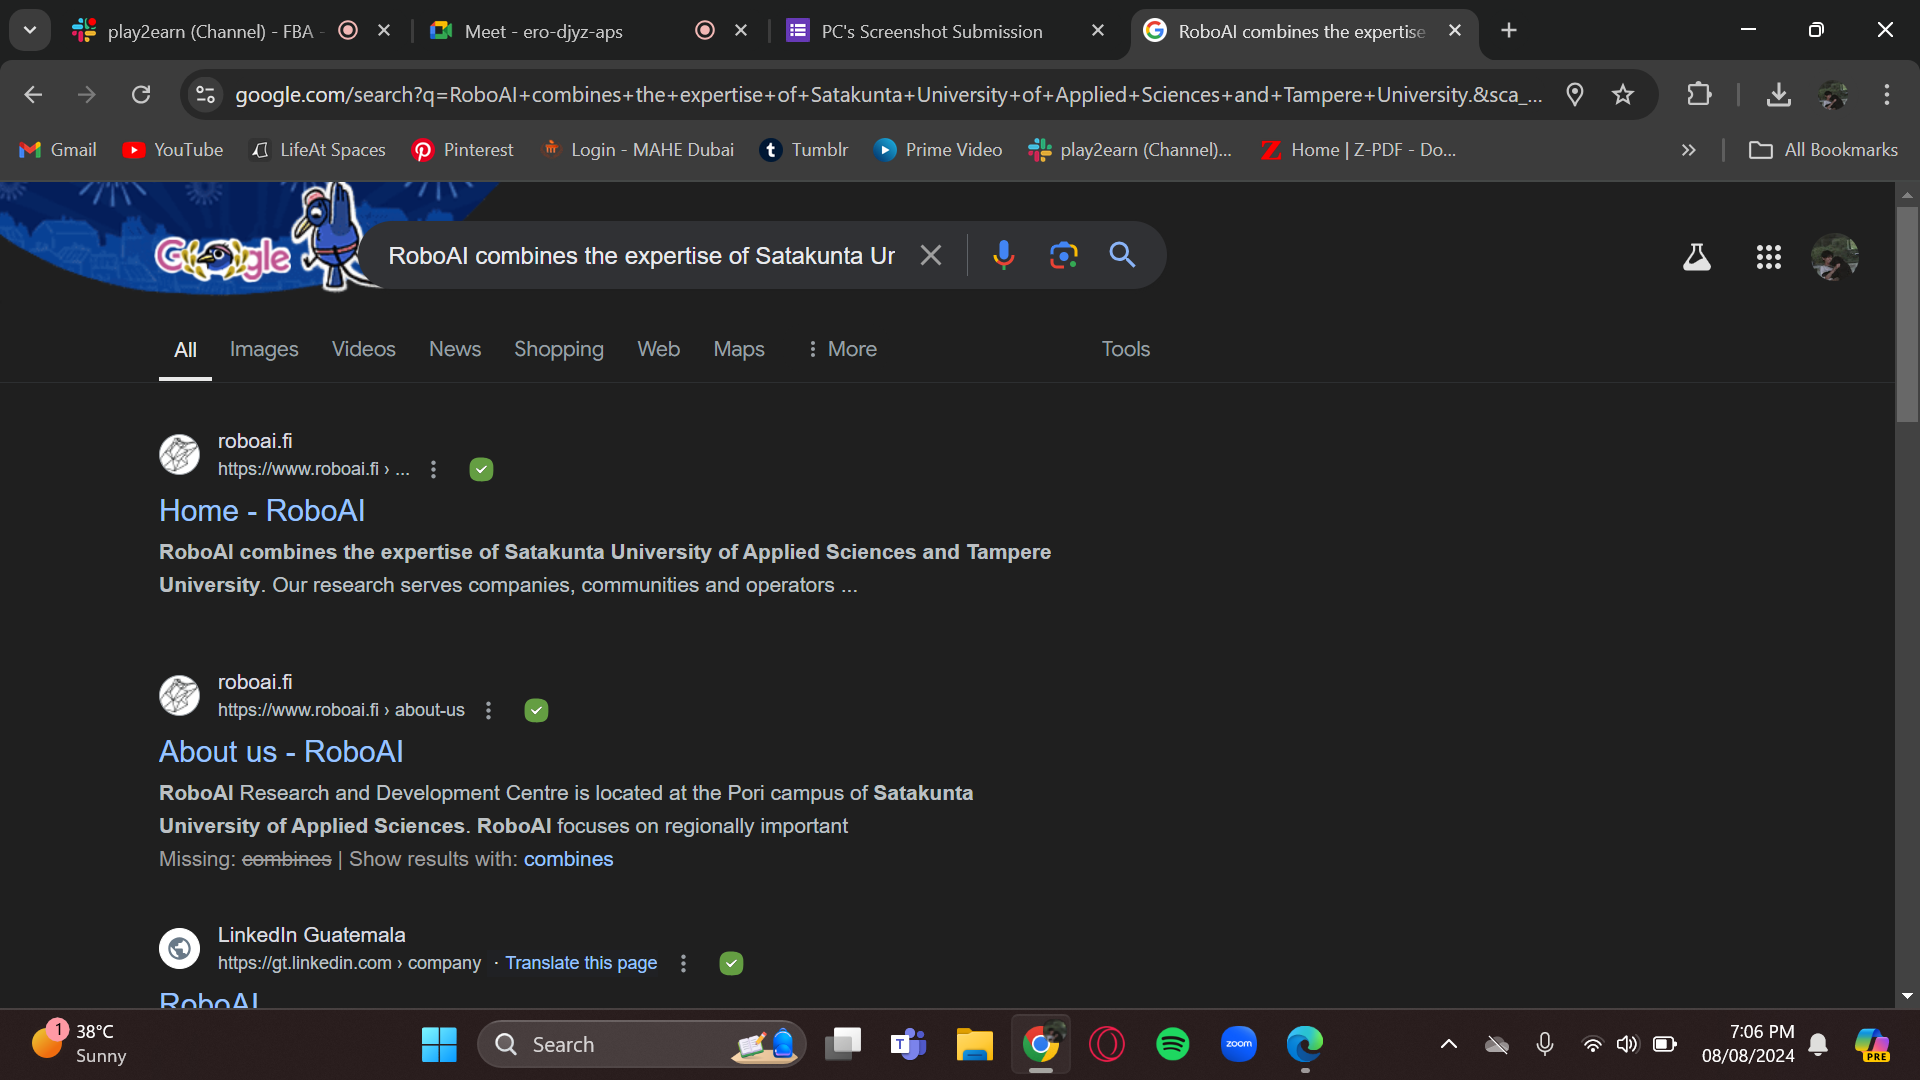 play2earn (Channel) - FBA -
Meet - ero-djyz-aps
PC's Screenshot Submission
RoboAI combines the expertise
google.com/search?q=RoboAI+combines+the+expertise+of+Satakunta+University+of+Applied+Sciences+and+Tampere+University.&sca_...
Gmail
YouTube
LifeAt Spaces
Pinterest
Login - MAHE Dubai
Tumblr
Prime Video
play2earn (Channel)...
Home | Z-PDF - Do...
All Bookmarks
Google
RoboAI combines the expertise of Satakunta Ur
All
Images
Videos
News
Shopping
Web
Maps
More
Tools
roboai.fi
https://www.roboai.fi › ...
Home - RoboAI
RoboAI combines the expertise of Satakunta University of Applied Sciences and Tampere
University. Our research serves companies, communities and operators ...
roboai.fi
https://www.roboai.fi › about-us
About us - RoboAI
RoboAI Research and Development Centre is located at the Pori campus of Satakunta
University of Applied Sciences. RoboAI focuses on regionally important
Missing: combines | Show results with: combines
LinkedIn Guatemala
https://gt.linkedin.com › company · Translate this page
RoboAI
1
38°C
Sunny
Search
zoom
7:06 PM
08/08/2024
PRE